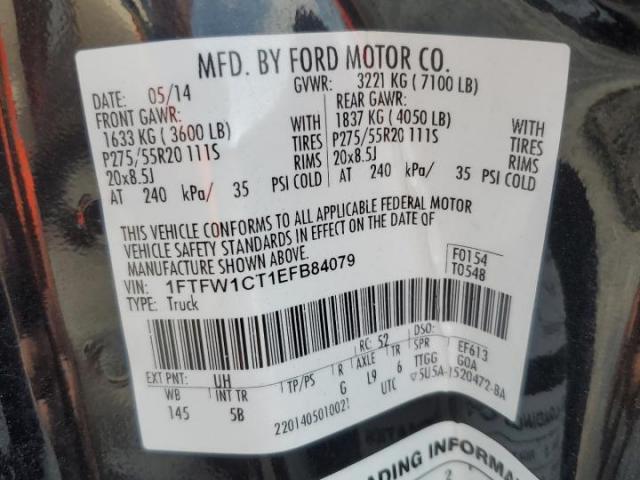 MFD. BY FORD MOTOR CO.
DATE: 05/14 GVWR: 3221 KG ( 7100 LB)
FRONT GAWR: REAR GAWR:
1633 KG ( 3600 LB) WITH 1837 KG ( 4050 LB) WITH
P275/55R20 111S TIRES P275/55R20 111S TIRES
20x8.5J RIMS 20x8.5J RIMS
AT 240 kPa/ 35 PSI COLD AT 240 kPa/ 35 PSI COLD
THIS VEHICLE CONFORMS TO ALL APPLICABLE FEDERAL MOTOR
VEHICLE SAFETY STANDARDS IN EFFECT ON THE DATE OF
MANUFACTURE SHOWN ABOVE.
VIN: 1FTFW1CT1EFB84079 F0154
TYPE: Truck T0548
RC: 52 DSO:
EXT PNT: UH EF613
WB INT TR TP/PS R AXLE TR SPR G0A
145 5B G L9 6 TTGG
220140501002 UTC 5U5A-1520472-BA
ADING INFORMA